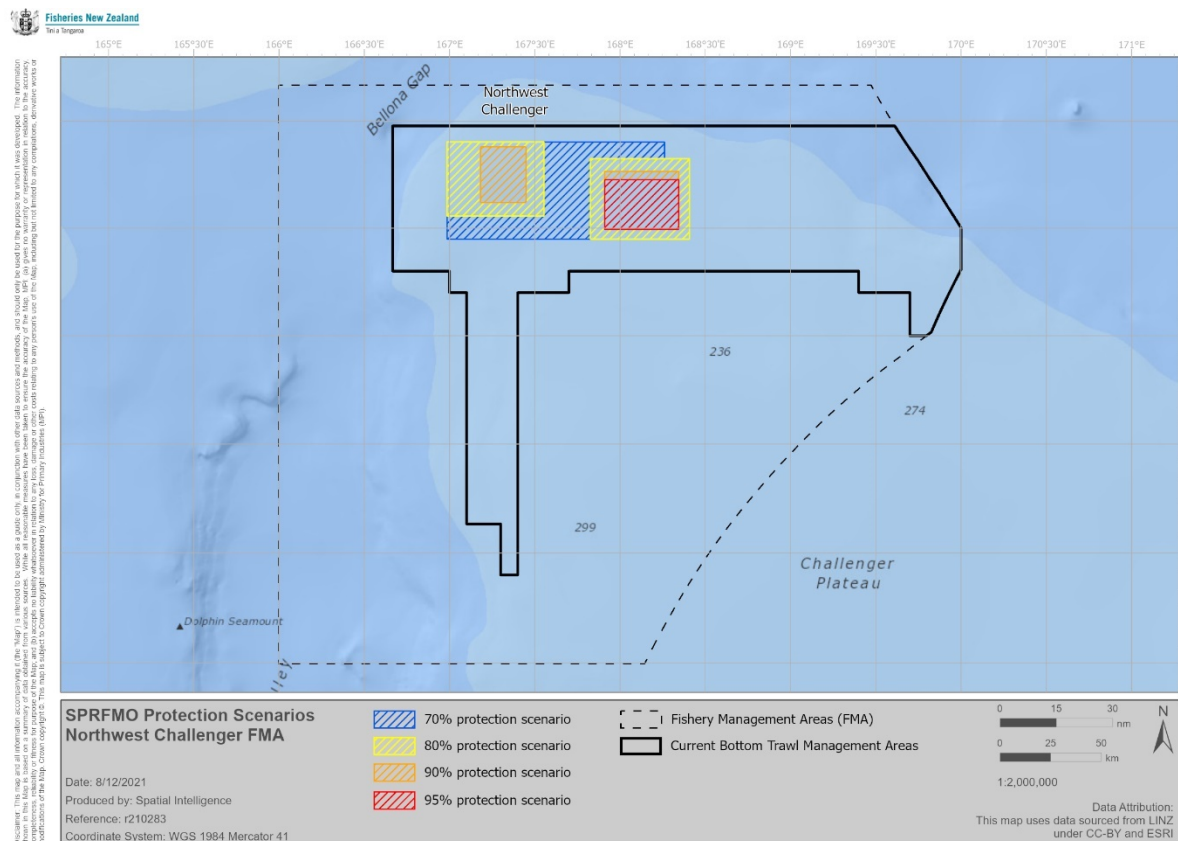 Fisheries New Zealand
Tini a Tangaroa
165°E 165°30'E 166°E 166°30'E 167°E 167°30'E 168°E 168°30'E 169°E 169°30'E 170°E 170°30'E 171°E
Bellona Gap
Northwest
Challenger
236
274
299
Challenger
Plateau
Dolphin Seamount
lley
SPRFMO Protection Scenarios
Northwest Challenger FMA
Date: 8/12/2021
Produced by: Spatial Intelligence
Reference: r210283
Coordinate System: WGS 1984 Mercator 41
70% protection scenario
80% protection scenario
90% protection scenario
95% protection scenario
Fishery Management Areas (FMA)
Current Bottom Trawl Management Areas
0 15 30
nm
0 25 50
km
N
1:2,000,000
Data Attribution:
This map uses data sourced from LINZ
under CC-BY and ESRI